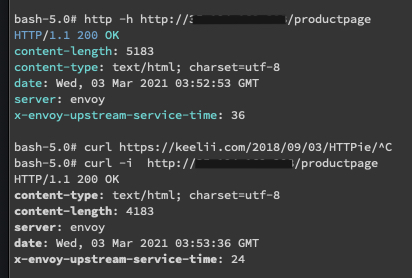 bash-5.0# http -h http://3 /productpage
HTTP/1.1 200 OK
content-length: 5183
content-type: text/html; charset=utf-8
date: Wed, 03 Mar 2021 03:52:53 GMT
server: envoy
x-envoy-upstream-service-time: 36
bash-5.0# curl https://keelii.com/2018/09/03/HTTPie/^C
bash-5.0# curl -i  http:// /productpage
HTTP/1.1 200 OK
content-type: text/html; charset=utf-8
content-length: 4183
server: envoy
date: Wed, 03 Mar 2021 03:53:36 GMT
x-envoy-upstream-service-time: 24